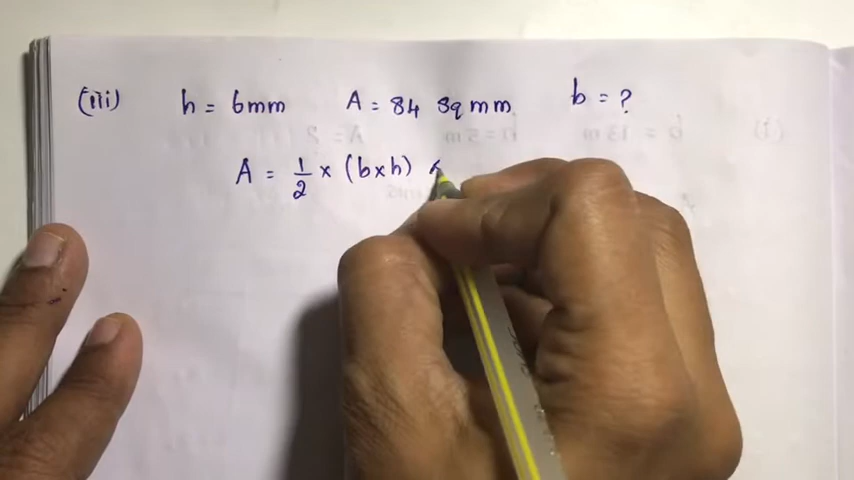 (iii) h = 6mm A = 84 sq mm b = ?
A = 1/2 × (b×h)